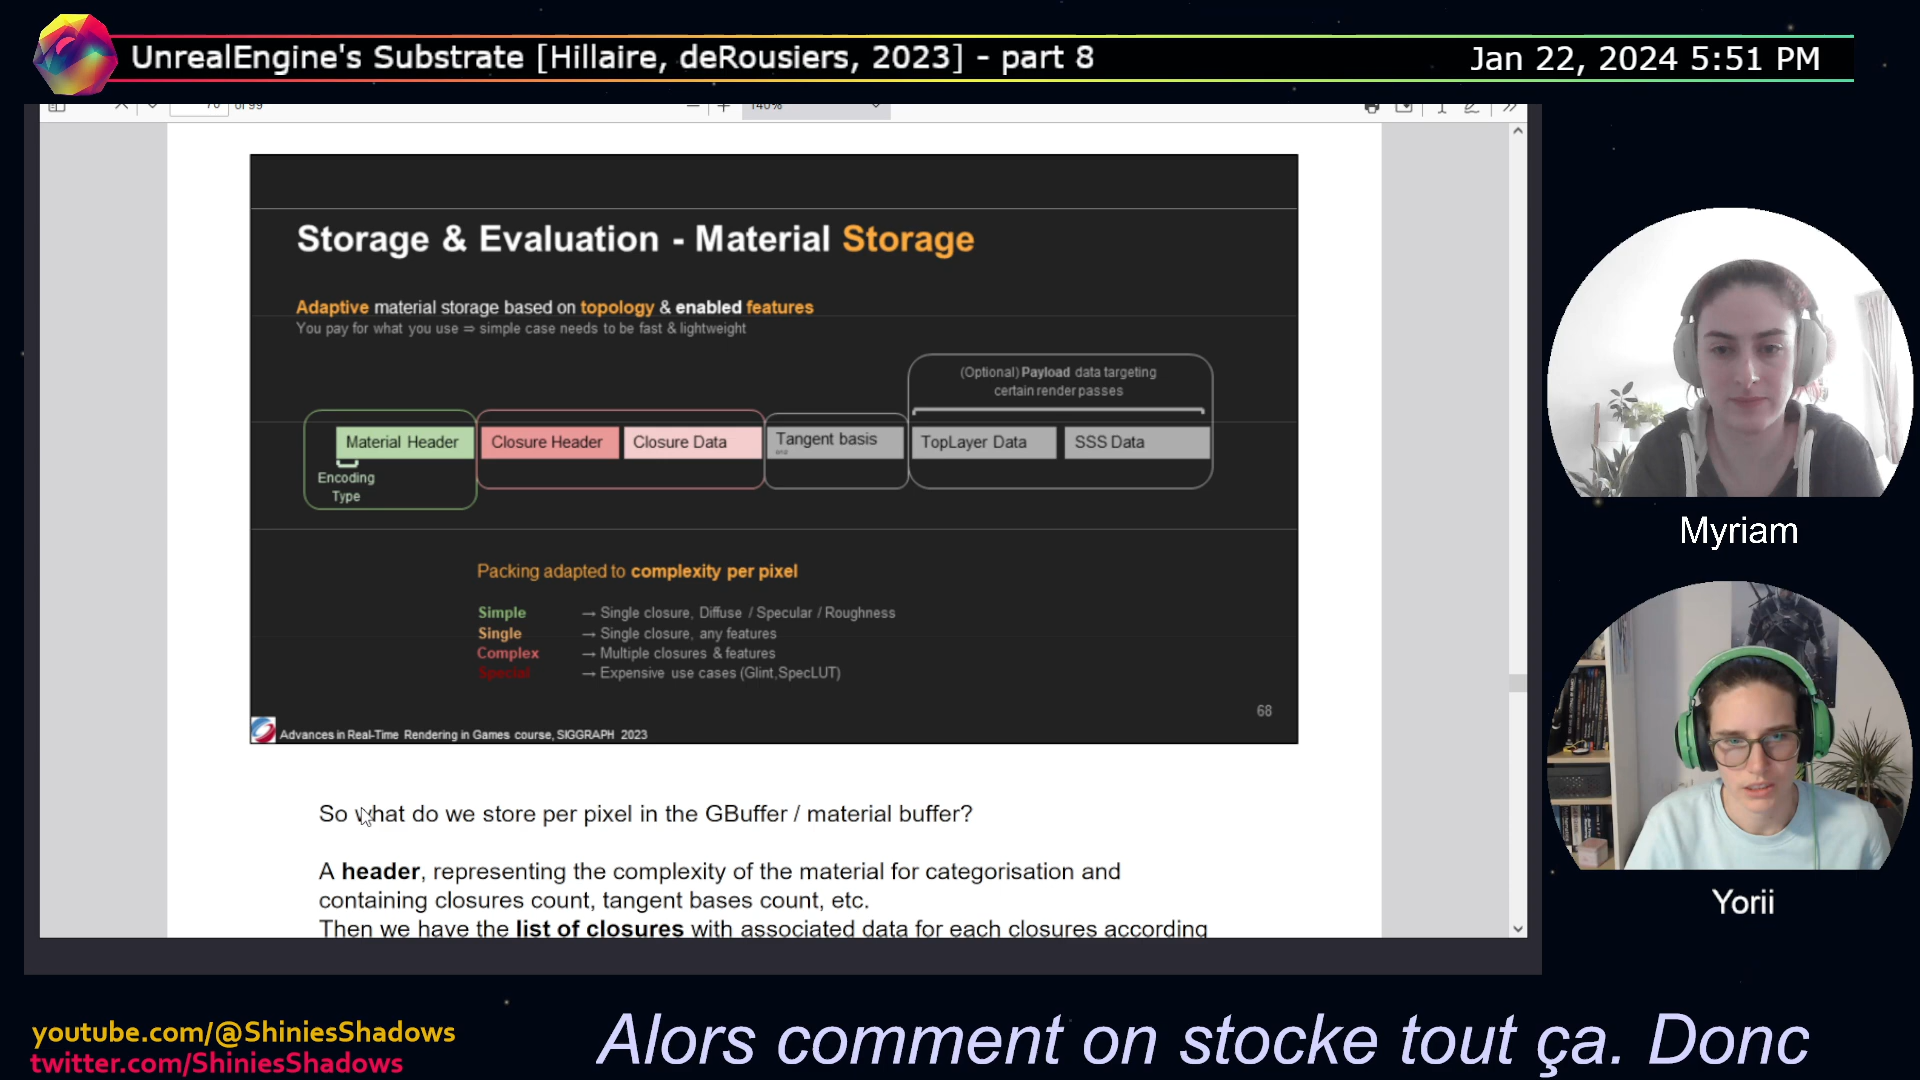 UnrealEngine's Substrate [Hillaire, deRousiers, 2023] - part 8
Jan 22, 2024 5:51 PM
of 99
140%
Storage & Evaluation - Material Storage
Adaptive material storage based on topology & enabled features
You pay for what you use ⇒ simple case needs to be fast & lightweight
(Optional) Payload data targeting
certain render passes
Material Header
Closure Header
Closure Data
Tangent basis
TopLayer Data
SSS Data
Encoding
Type
Packing adapted to complexity per pixel
Simple → Single closure, Diffuse / Specular / Roughness
Single → Single closure, any features
Complex → Multiple closures & features
Special → Expensive use cases (Glint,SpecLUT)
68
Advances in Real-Time Rendering in Games course, SIGGRAPH 2023
So what do we store per pixel in the GBuffer / material buffer?
A header, representing the complexity of the material for categorisation and
containing closures count, tangent bases count, etc.
Then we have the list of closures with associated data for each closures according
Myriam
Yorii
youtube.com/@ShiniesShadows
twitter.com/ShiniesShadows
Alors comment on stocke tout ça. Donc